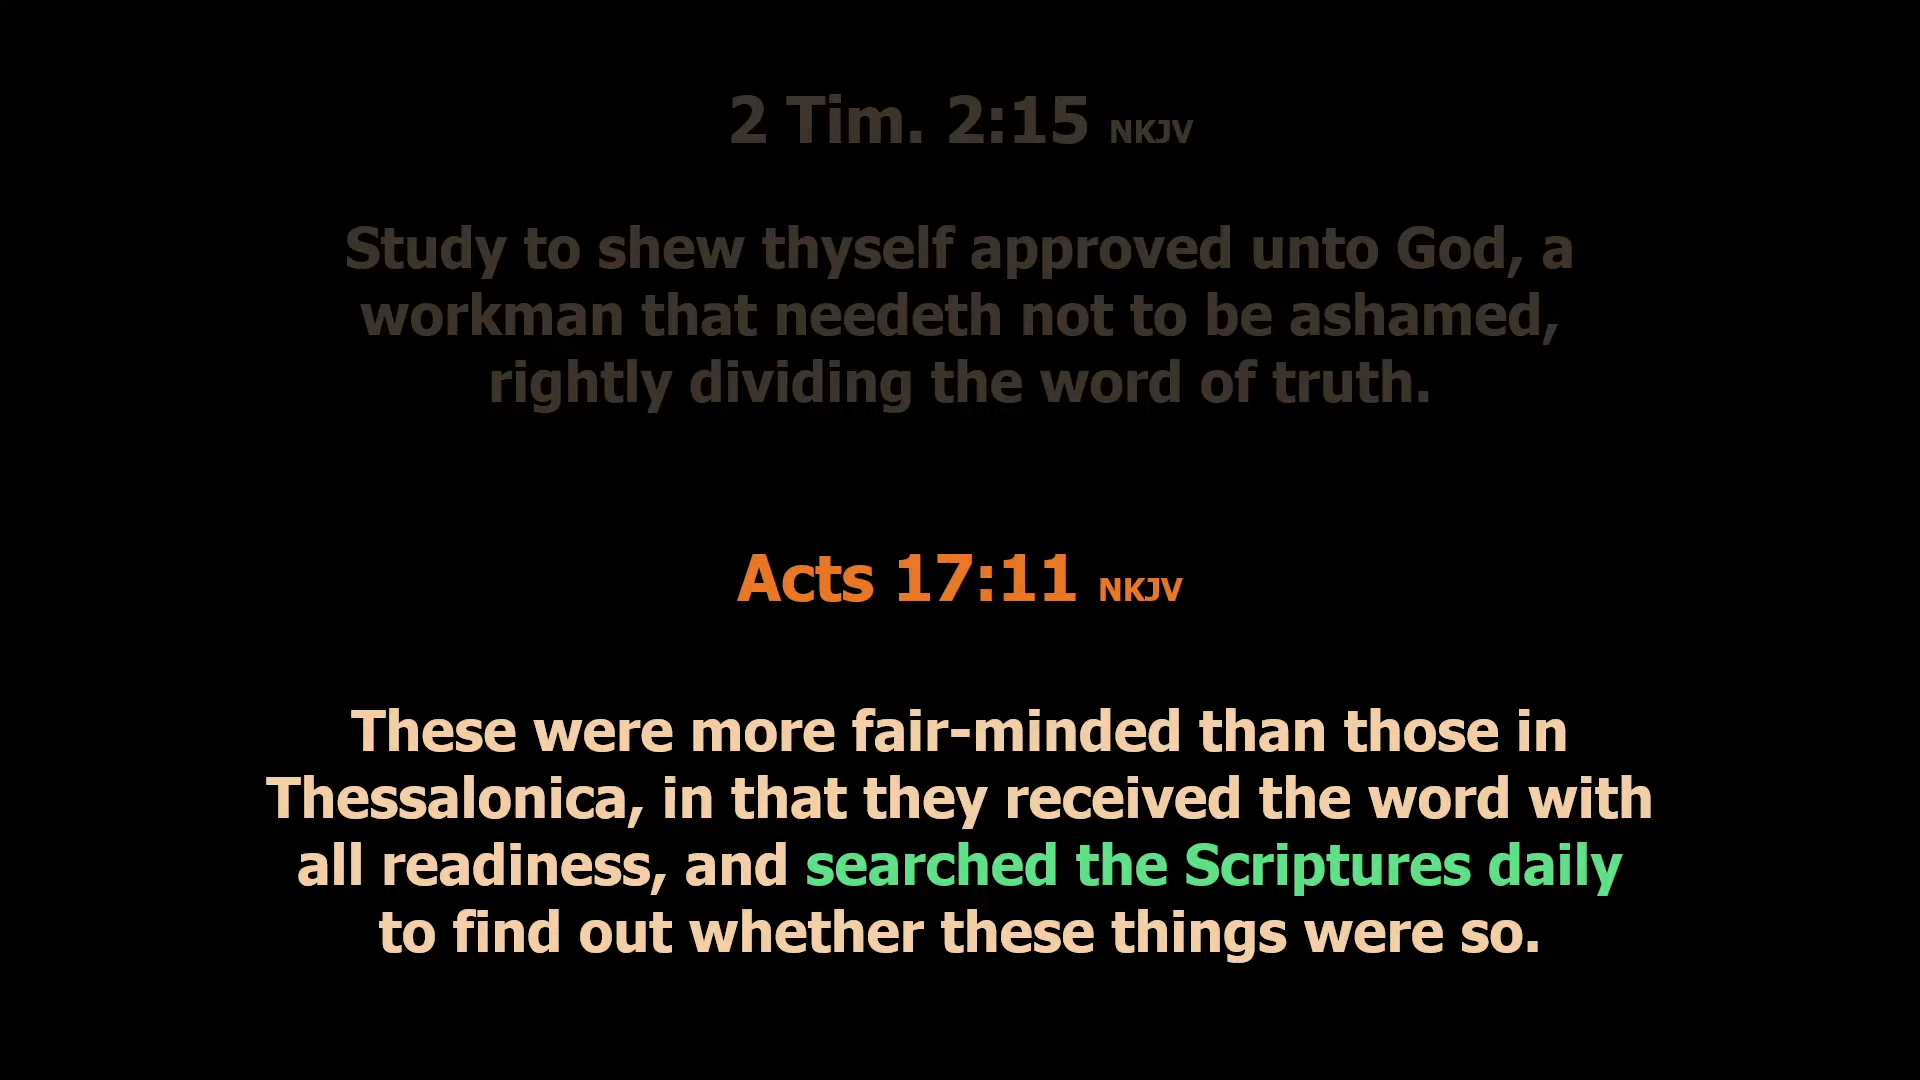 2 Tim. 2:15 NKJV
Study to shew thyself approved unto God, a
workman that needeth not to be ashamed,
rightly dividing the word of truth.
Acts 17:11 NKJV
These were more fair-minded than those in
Thessalonica, in that they received the word with
all readiness, and searched the Scriptures daily
to find out whether these things were so.